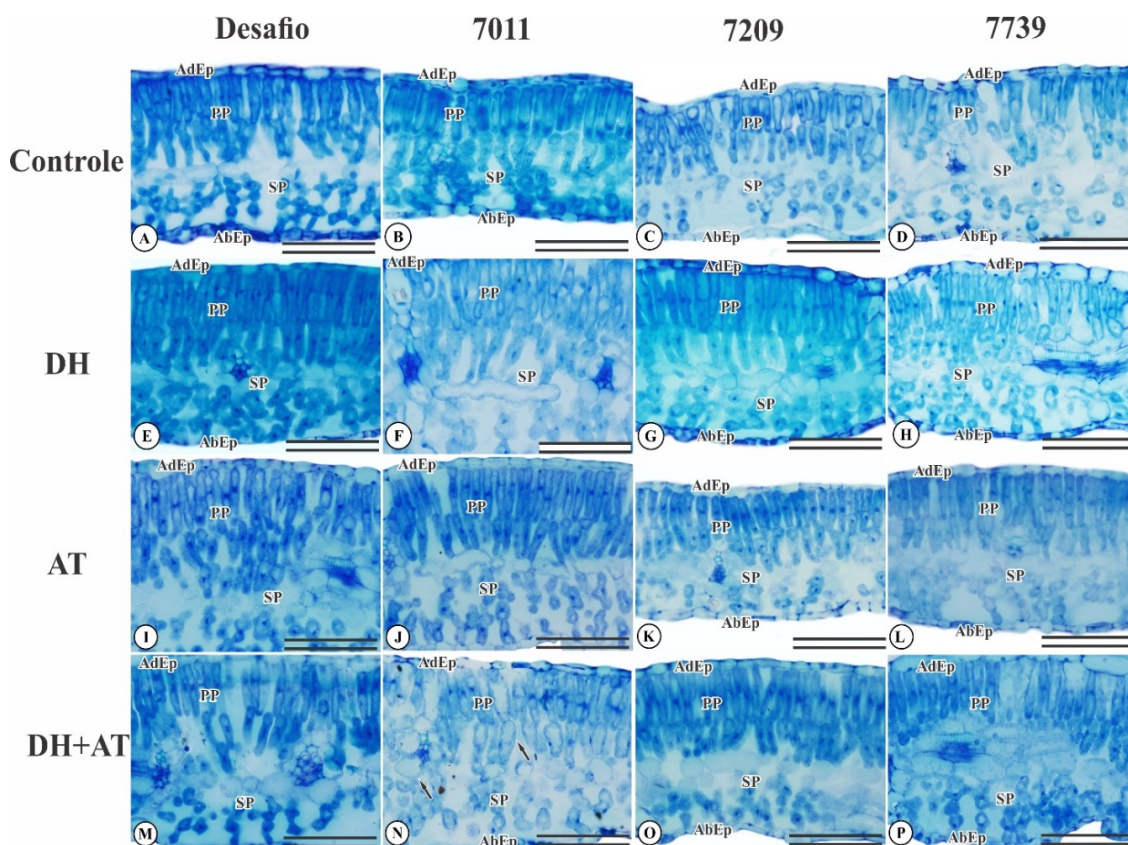 Desafio 7011 7209 7739
Controle
AdEp AdEp AdEp AdEp
PP PP PP PP
SP SP SP SP
AbEp AbEp AbEp AbEp
A B C D
DH
AdEp AdEp AdEp
PP PP PP PP
SP SP SP SP
AbEp AbEp AbEp
E F G H
AT
AdEp AdEp AdEp AdEp
PP PP PP PP
SP SP SP SP
AbEp AbEp
I J K L
DH+AT
AdEp AdEp AdEp AdEp
PP PP PP PP
SP SP SP SP
AbEp
M N O P